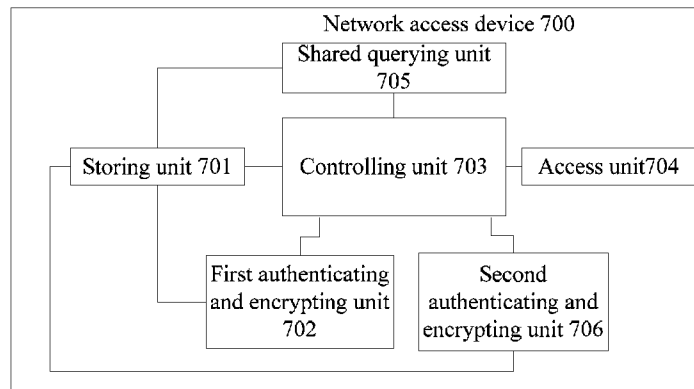 Network access device 700
Shared querying unit
705
Storing unit 701
Controlling unit 703
Access unit704
First authenticating
and encrypting unit
702
Second
authenticating and
encrypting unit 706